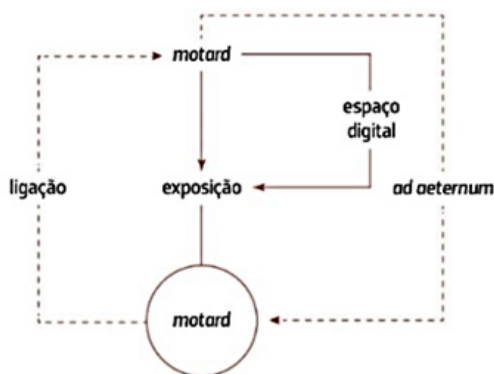 motard
espaço
digital
ligação
exposição
ad aeternum
motard